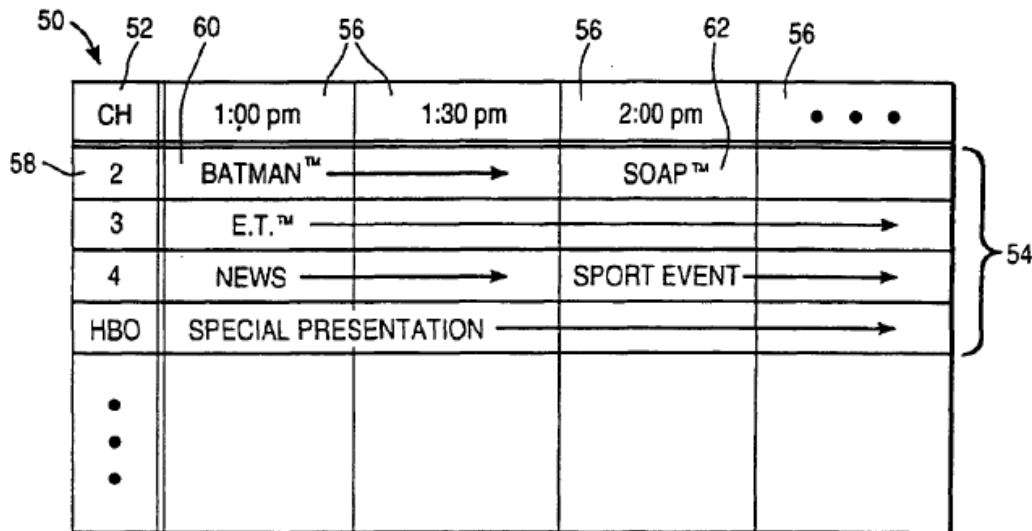 50 52 60 56 56 62 56
CH 1:00 pm 1:30 pm 2:00 pm • • •
58 2 BATMAN™ SOAP™
3 E.T.™
54
4 NEWS SPORT EVENT
HBO SPECIAL PRESENTATION